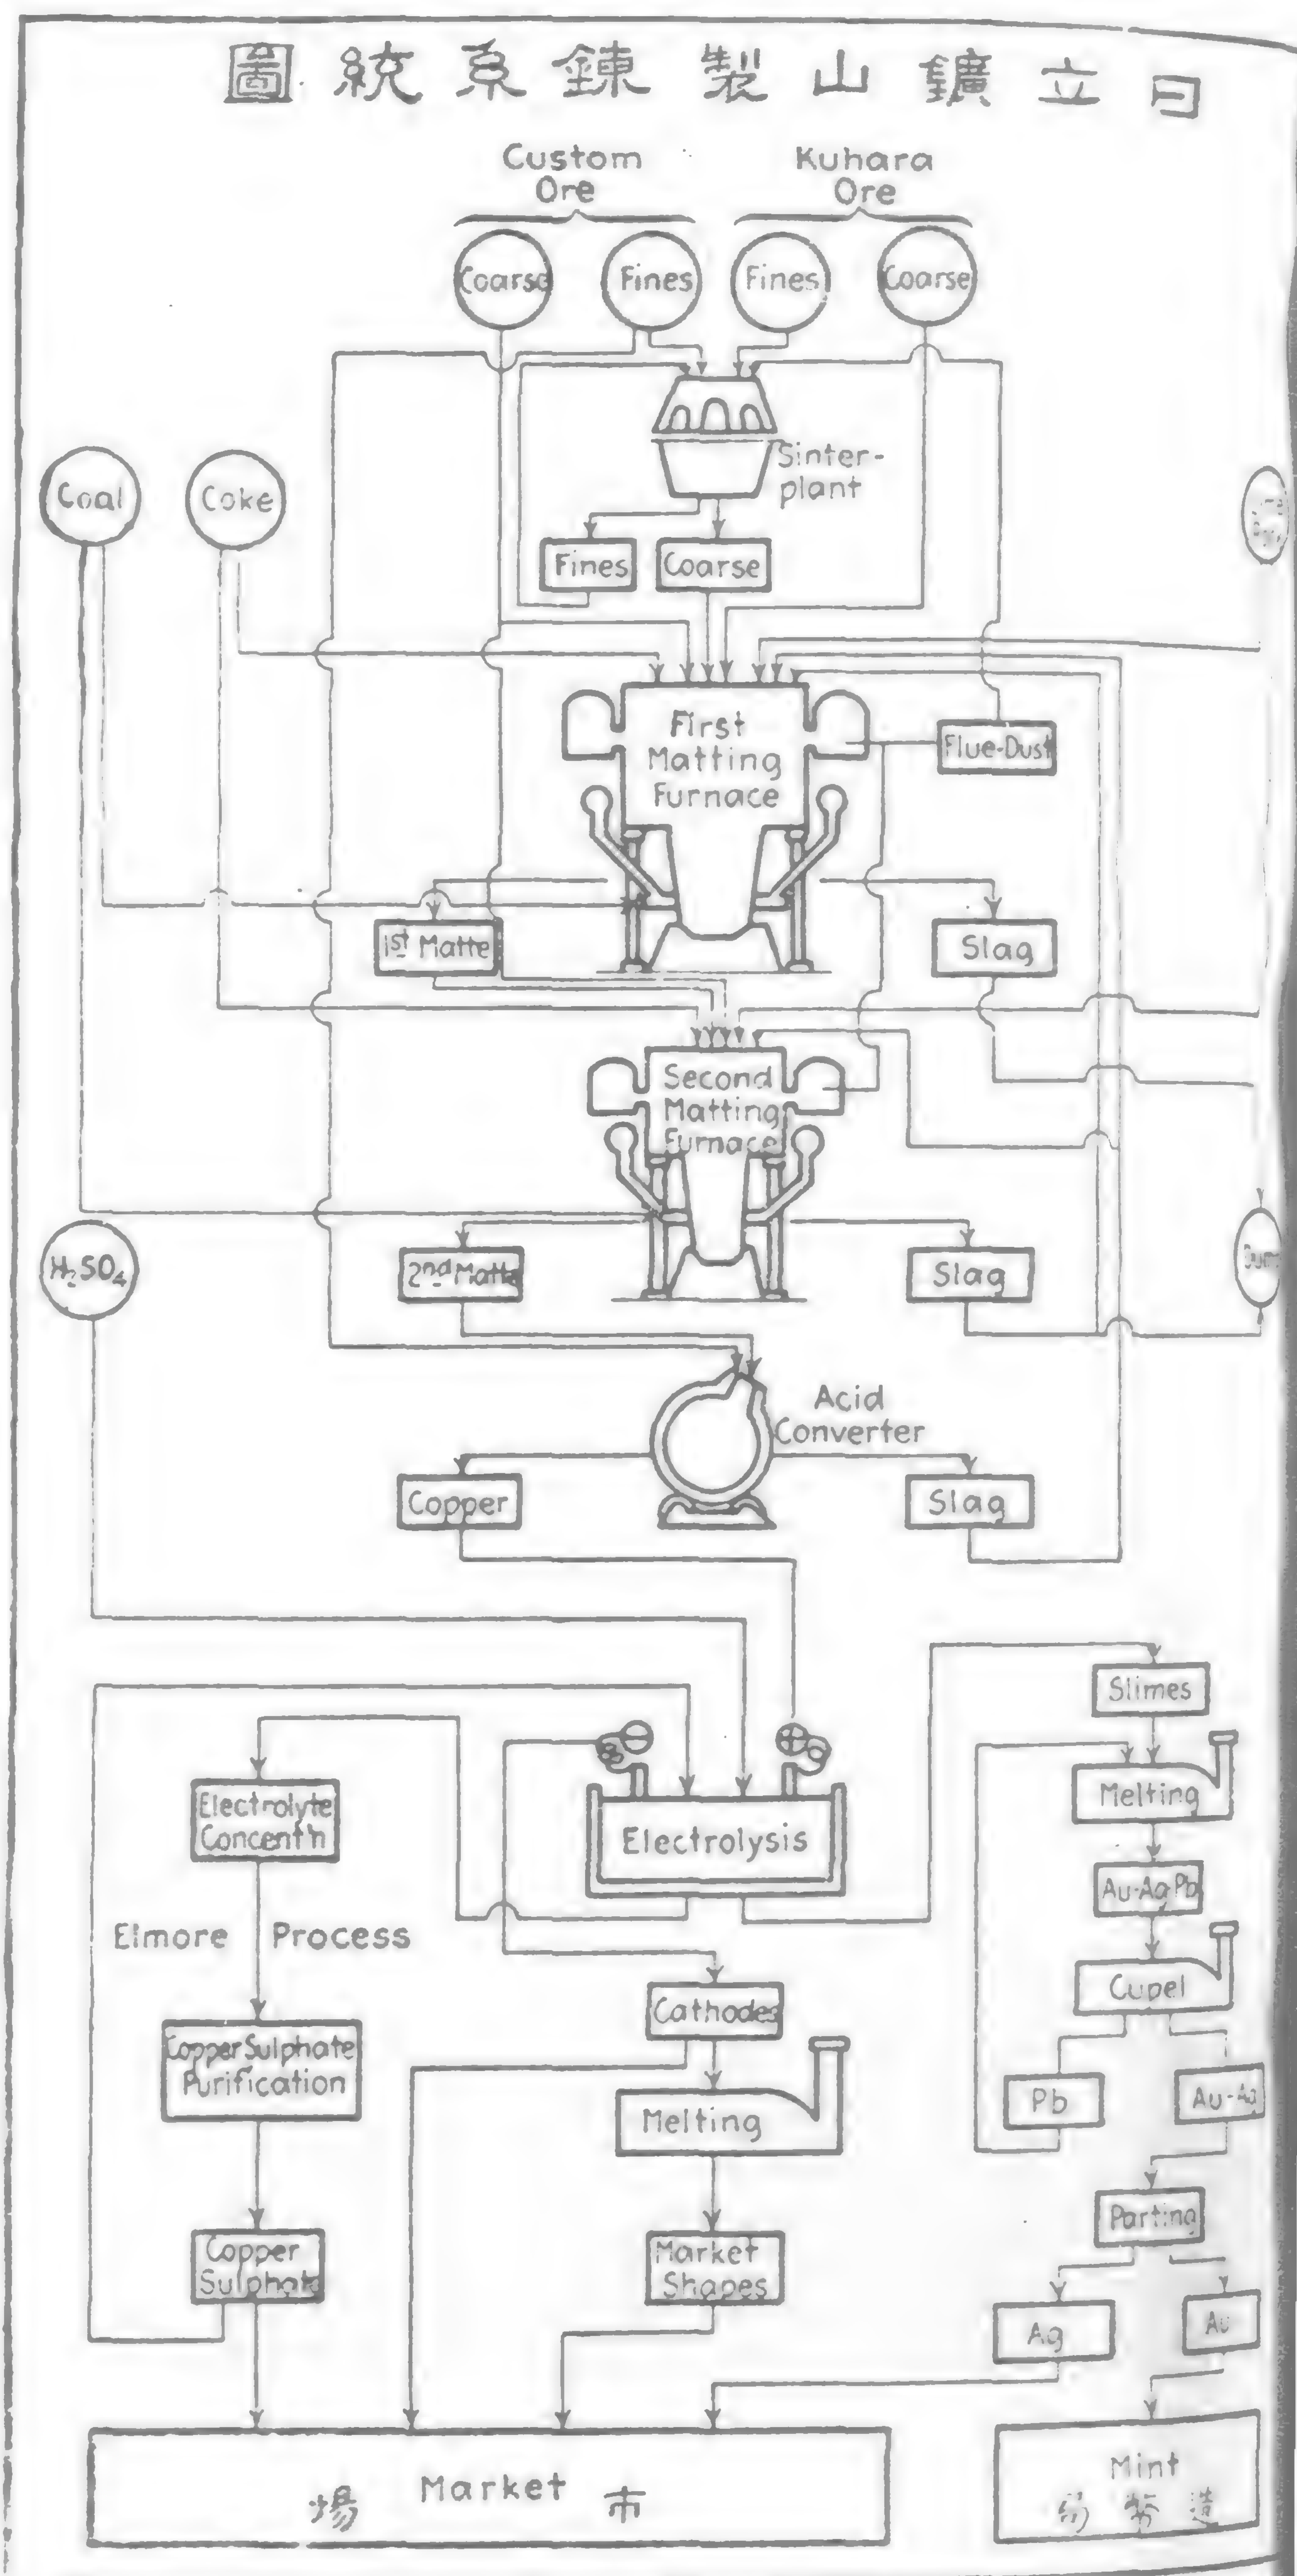 圖統系錬製山鑛立日
Custom
Ore
Kuhara
Ore
Coarse
Fines
Fines
Coarse
Sinter-
plant
Coal
Coke
Fines
Coarse
First
Matting
Furnace
Flue-Dust
1st Matte
Slag
Second
Matting
Furnace
H₂SO₄
2nd Matte
Slag
Acid
Converter
Copper
Slag
Slimes
Melting
Electrolyte
Concent'n
Electrolysis
Au-Ag Pb
Elmore Process
Cupel
Cathodes
Copper Sulphate
Purification
Melting
Pb
Au-Ag
Parting
Copper
Sulphate
Market
Shapes
Ag
Au
Market
場 市
Mint
局幣造